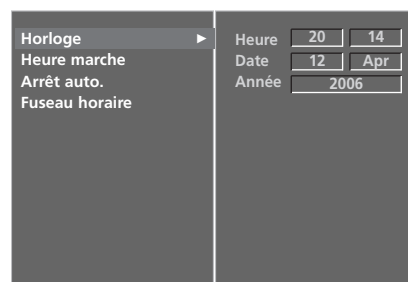 Horloge ►
Heure marche
Arrêt auto.
Fuseau horaire
Heure 20 14
Date 12 Apr
Année 2006